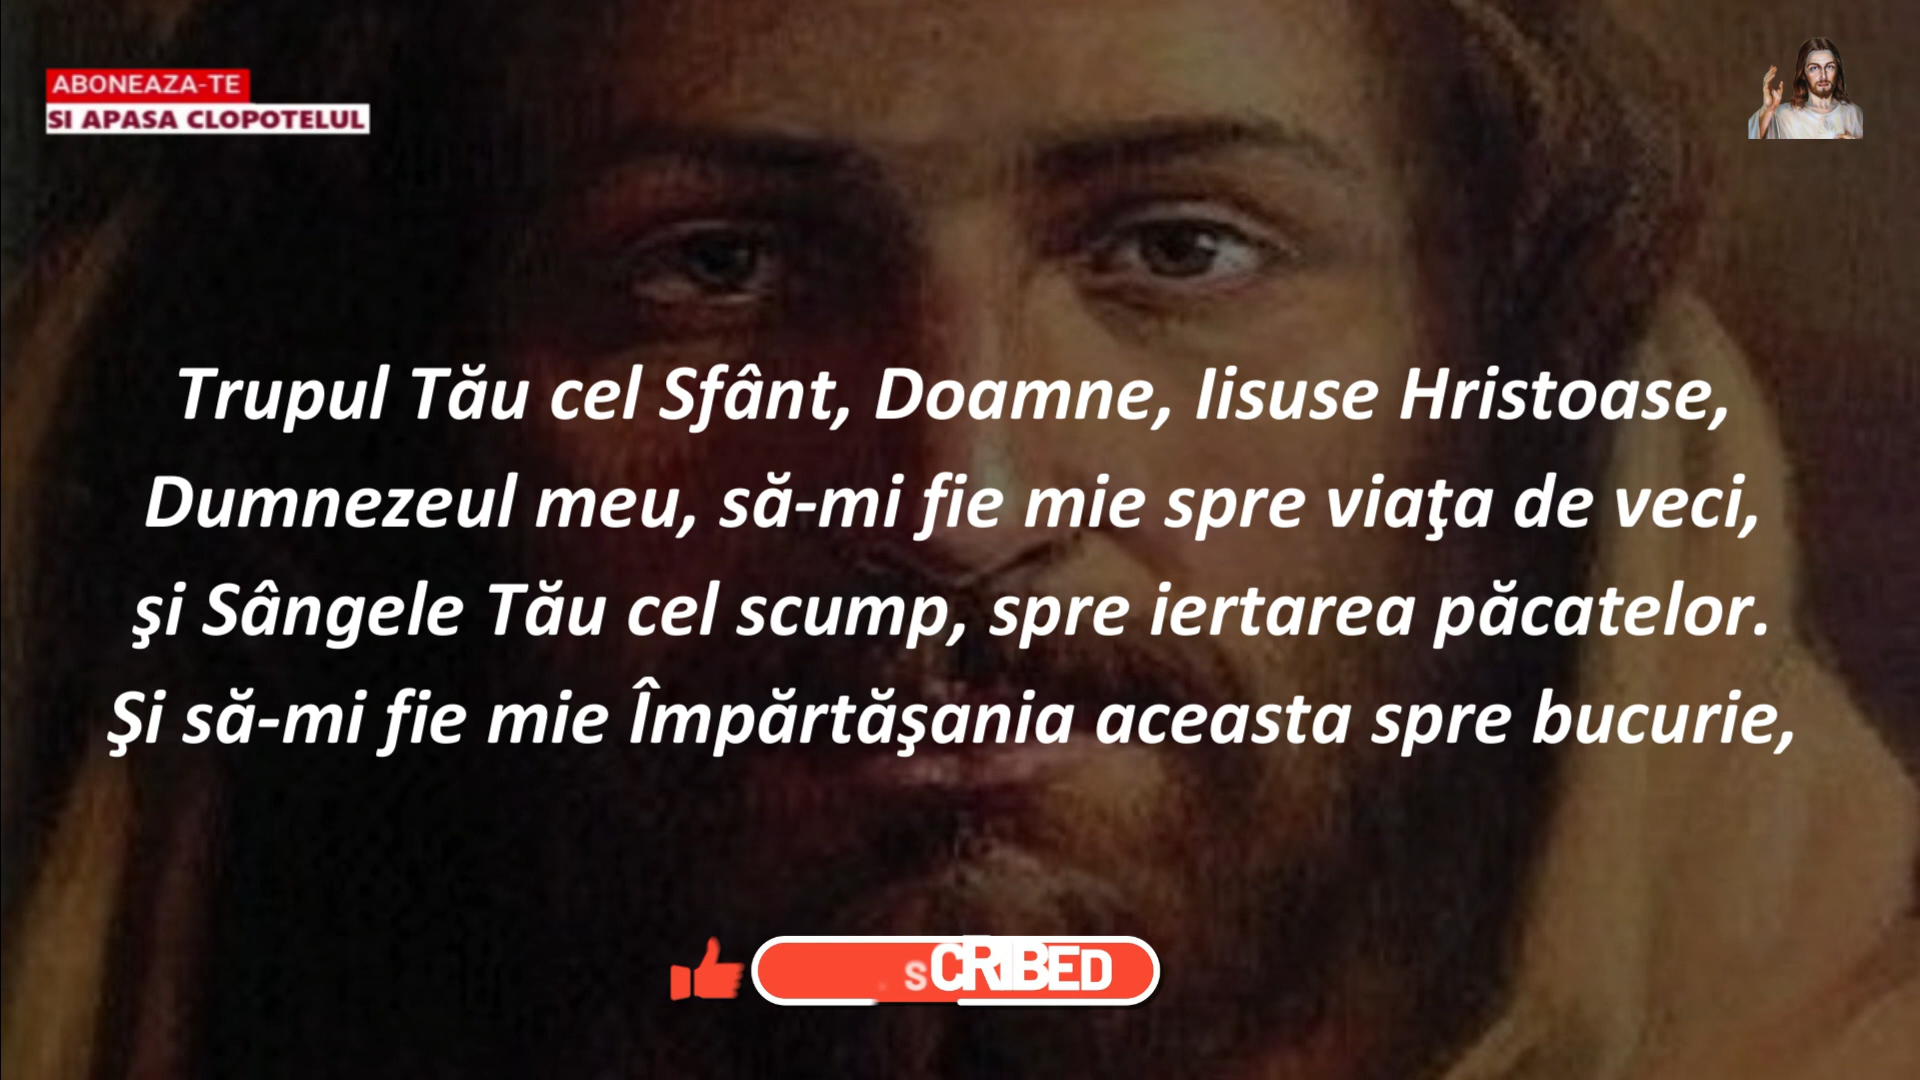 ABONEAZA-TE
SI APASA CLOPOTELUL
Trupul Tău cel Sfânt, Doamne, Iisuse Hristoase,
Dumnezeul meu, să-mi fie mie spre viaţa de veci,
şi Sângele Tău cel scump, spre iertarea păcatelor.
Şi să-mi fie mie Împărtăşania aceasta spre bucurie,
SCRIBED